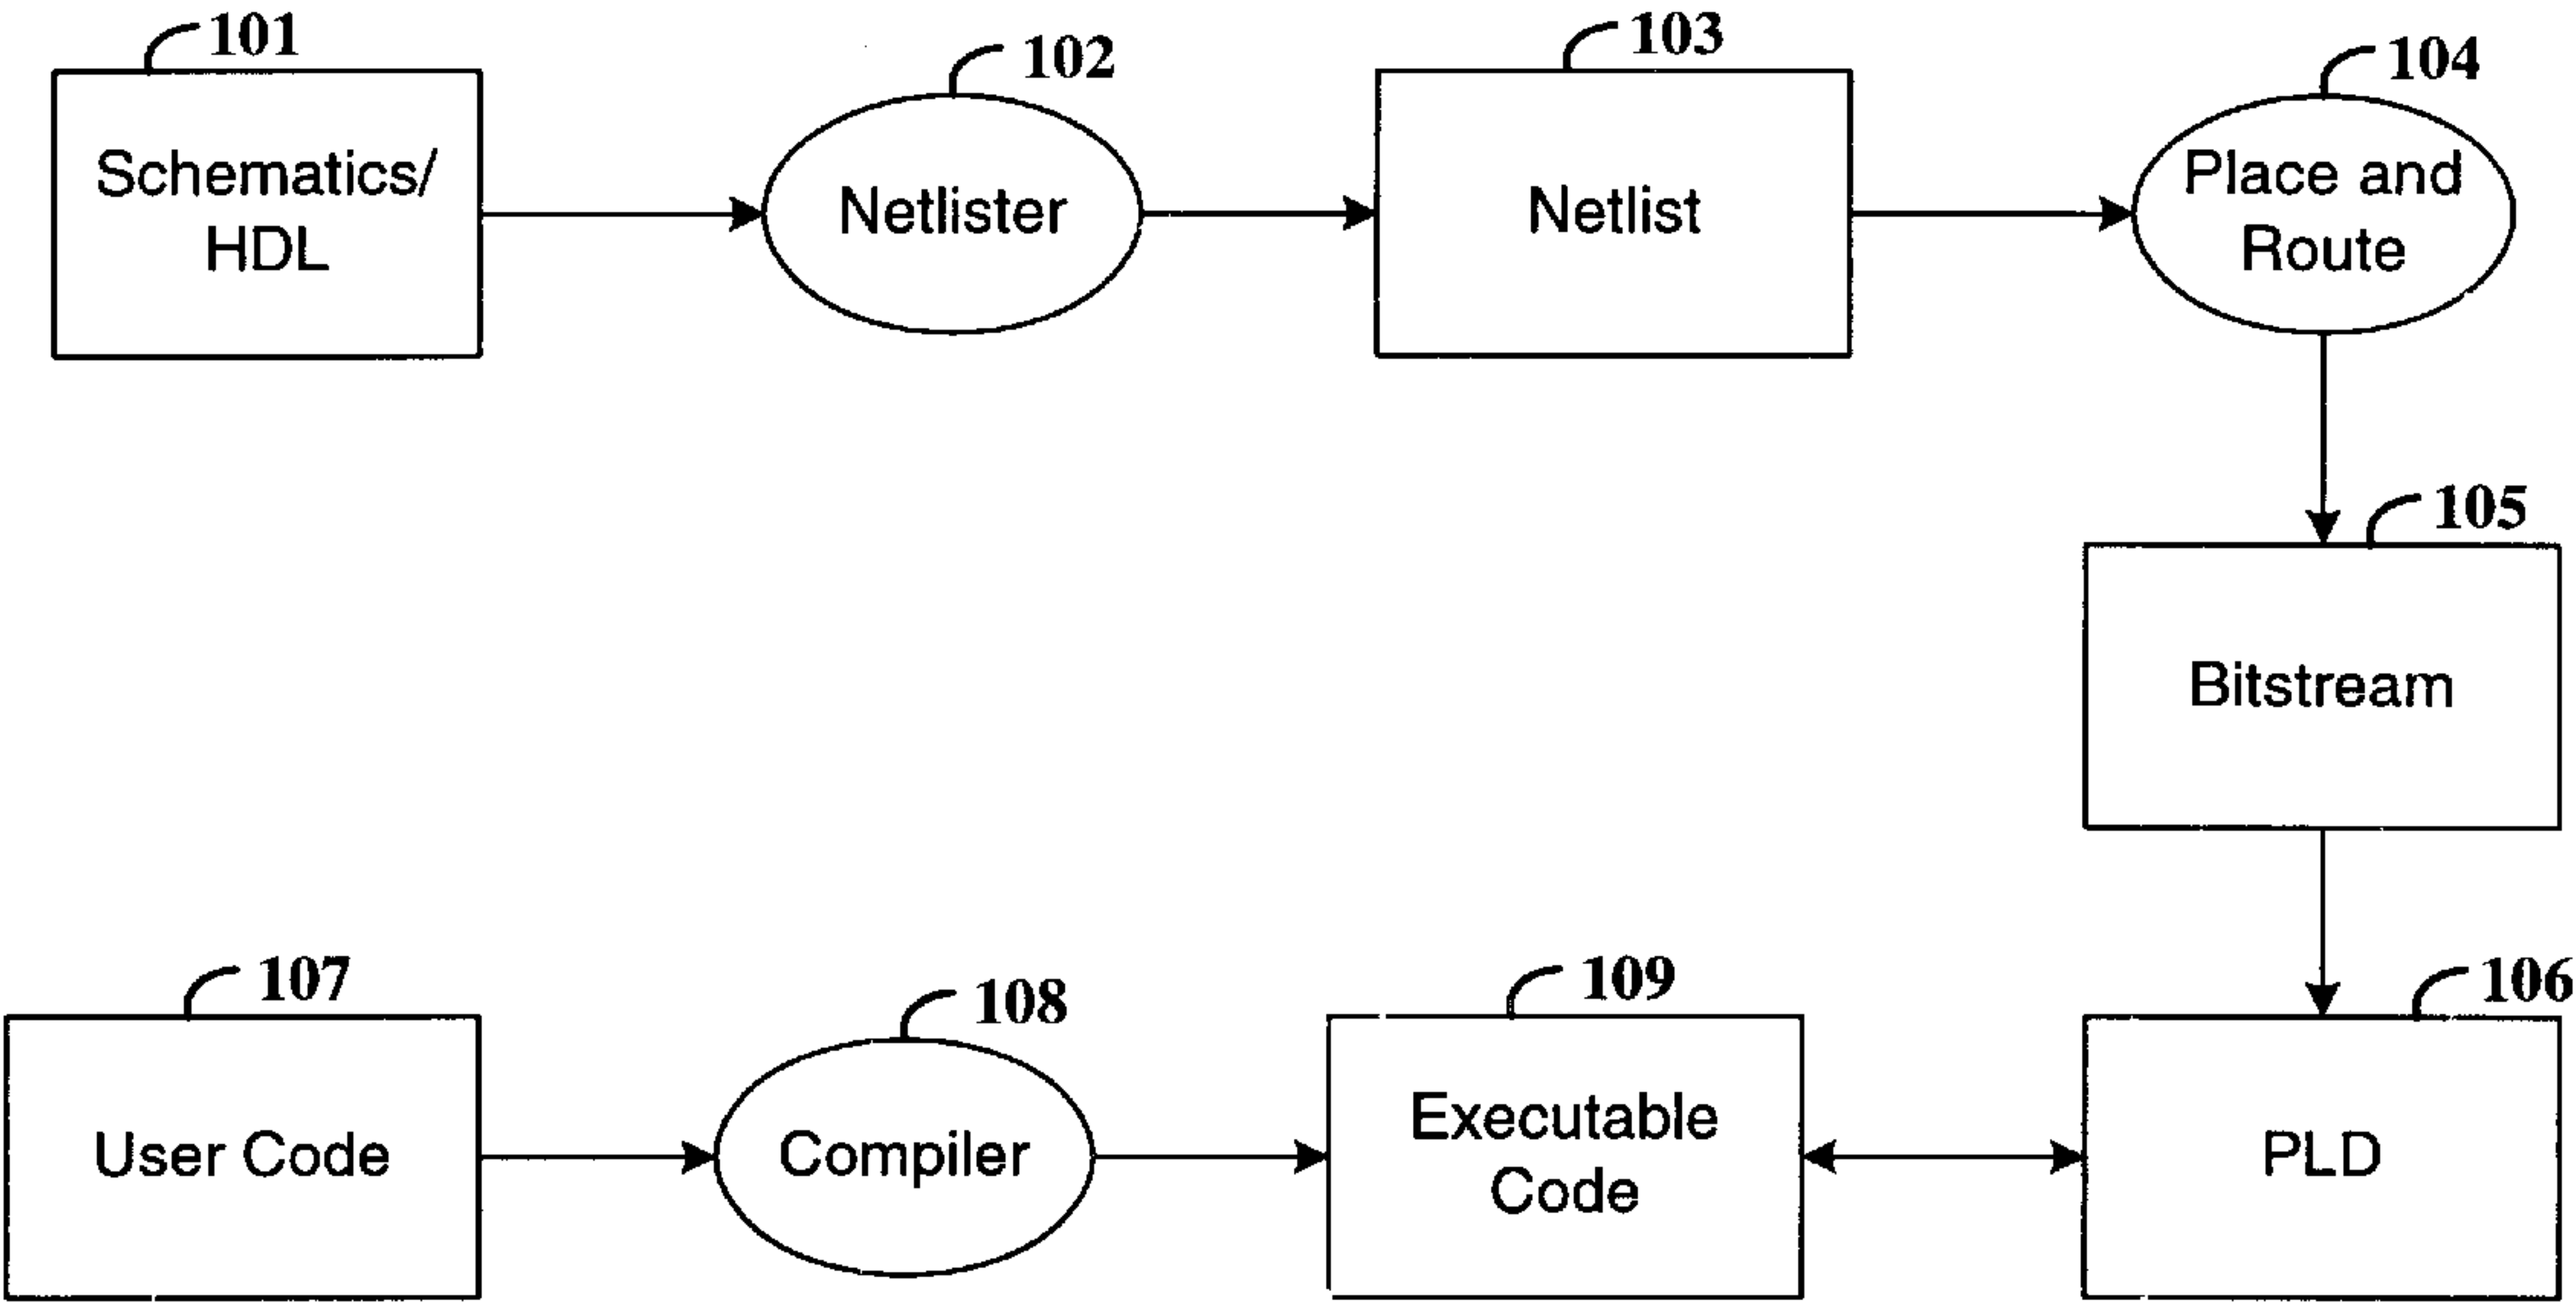 101
Schematics/
HDL
102
Netlister
103
Netlist
104
Place and
Route
105
Bitstream
106
PLD
107
User Code
108
Compiler
109
Executable
Code